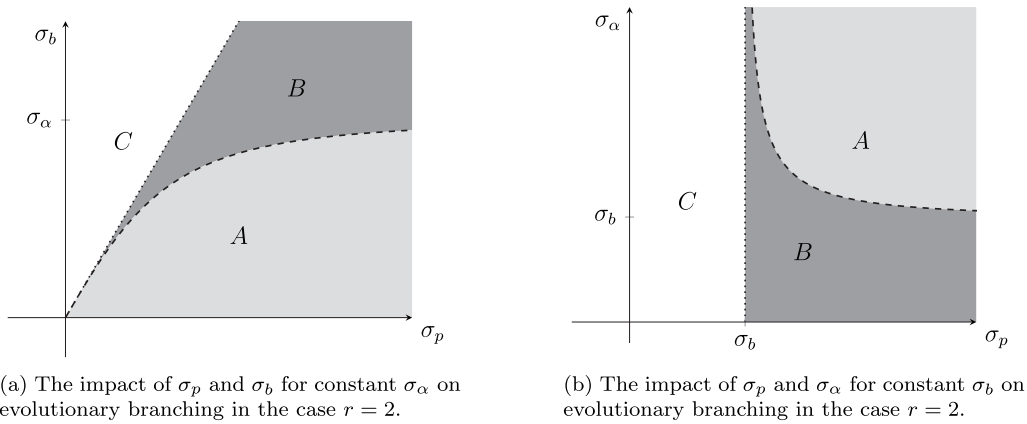 σ_b
B
σ_α
C
A
σ_p
(a) The impact of σ_p and σ_b for constant σ_α on
evolutionary branching in the case r = 2.
σ_α
A
C
σ_b
B
σ_b
σ_p
(b) The impact of σ_p and σ_α for constant σ_b on
evolutionary branching in the case r = 2.